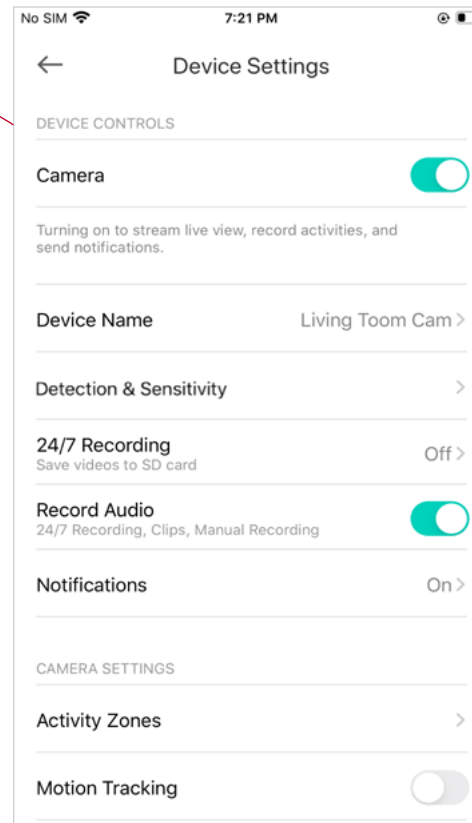 No SIM 7:21 PM
Device Settings
DEVICE CONTROLS
Camera
Turning on to stream live view, record activities, and
send notifications.
Device Name Living Toom Cam
Detection & Sensitivity
24/7 Recording Off
Save videos to SD card
Record Audio
24/7 Recording, Clips, Manual Recording
Notifications On
CAMERA SETTINGS
Activity Zones
Motion Tracking